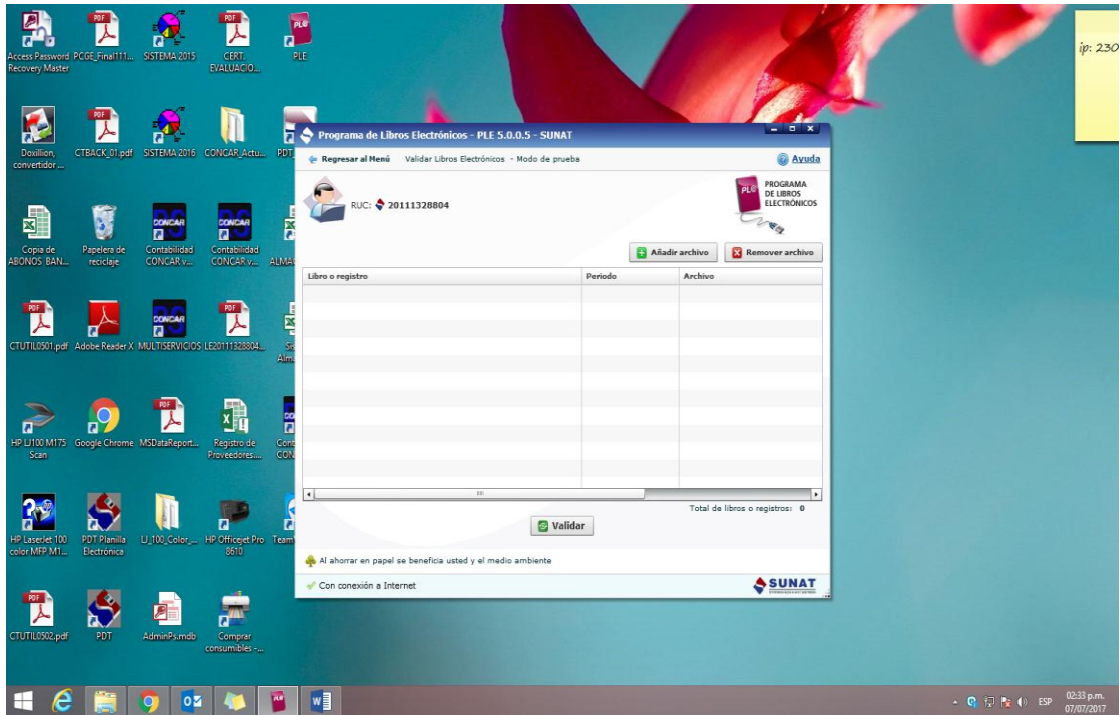 Access Password
Recovery Master
PCGE_Final111...
SISTEMA 2015
CERT.
EVALUACIO...
PLE
Doxillion,
convertidor ...
CTBACK_01.pdf
SISTEMA 2016
CONCAR_Actu...
PDT
Copia de
ABONOS BAN...
Papelera de
reciclaje
Contabilidad
CONCAR v...
Contabilidad
CONCAR v...
CTUTIL0501.pdf
Adobe Reader X
MULTISERVICIOS
LE20111328804...
HP LJ100 M175
Scan
Google Chrome
MSDataReport...
Registro de
Proveedores....
HP LaserJet 100
color MFP M1...
PDT Planilla
Electrónica
LJ_100_Color_...
HP Officejet Pro
8610
CTUTIL0502.pdf
PDT
AdminPs.mdb
Comprar
consumibles -...
ip: 230
Programa de Libros Electrónicos - PLE 5.0.0.5 - SUNAT
Regresar al Menú Validar Libros Electrónicos - Modo de prueba Ayuda
RUC: 20111328804
PLE PROGRAMA
DE LIBROS
ELECTRÓNICOS
Añadir archivo Remover archivo
Libro o registro Periodo Archivo
Total de libros o registros: 0
Validar
Al ahorrar en papel se beneficia usted y el medio ambiente
Con conexión a Internet SUNAT
ESP 02:33 p.m.
07/07/2017